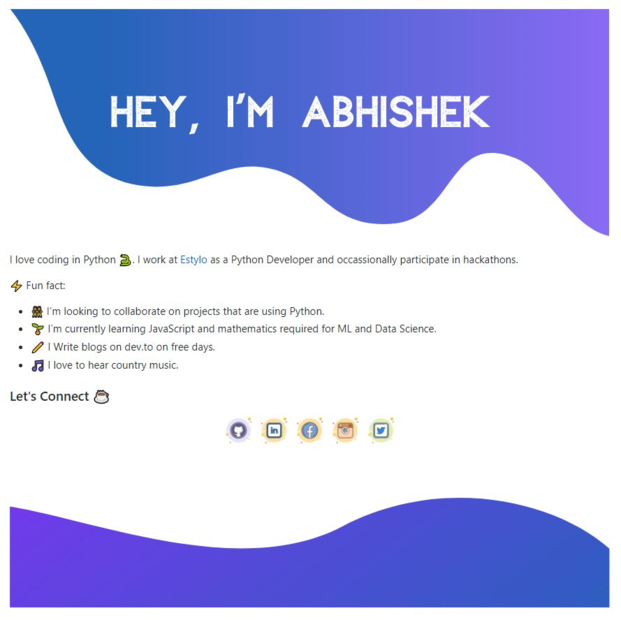 HEY, I'M ABHISHEK
I love coding in Python 🐍. I work at Estylo as a Python Developer and occassionally participate in hackathons.
⚡ Fun fact:
I'm looking to collaborate on projects that are using Python.
I'm currently learning JavaScript and mathematics required for ML and Data Science.
I Write blogs on dev.to on free days.
I love to hear country music.
Let's Connect
in
f